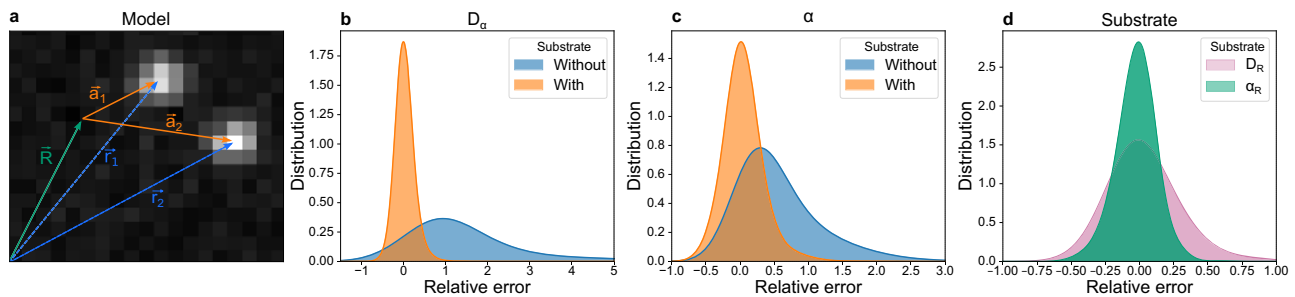 a
Model
a⃗1
a⃗2
R⃗
r⃗1
r⃗2
b
Dα
Substrate
Without
With
Distribution
1.75
1.50
1.25
1.00
0.75
0.50
0.25
0.00
−1 0 1 2 3 4 5
Relative error
c
α
Substrate
Without
With
Distribution
1.4
1.2
1.0
0.8
0.6
0.4
0.2
0.0
−1.0 −0.5 0.0 0.5 1.0 1.5 2.0 2.5 3.0
Relative error
d
Substrate
Substrate
DR
αR
Distribution
2.5
2.0
1.5
1.0
0.5
0.0
−1.00 −0.75 −0.50 −0.25 0.00 0.25 0.50 0.75 1.00
Relative error